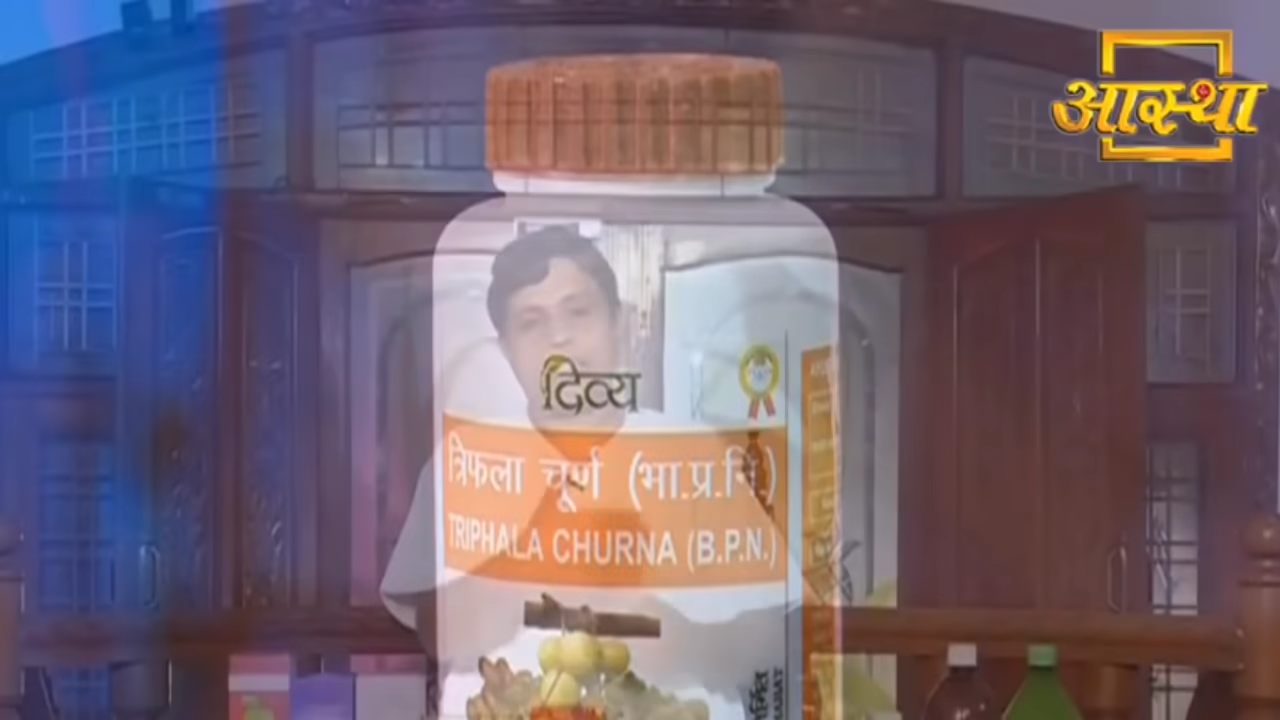 आस्था
दिव्य
त्रिफला चूर्ण (भा.प्र.नि.)
TRIPHALA CHURNA (B.P.N.)